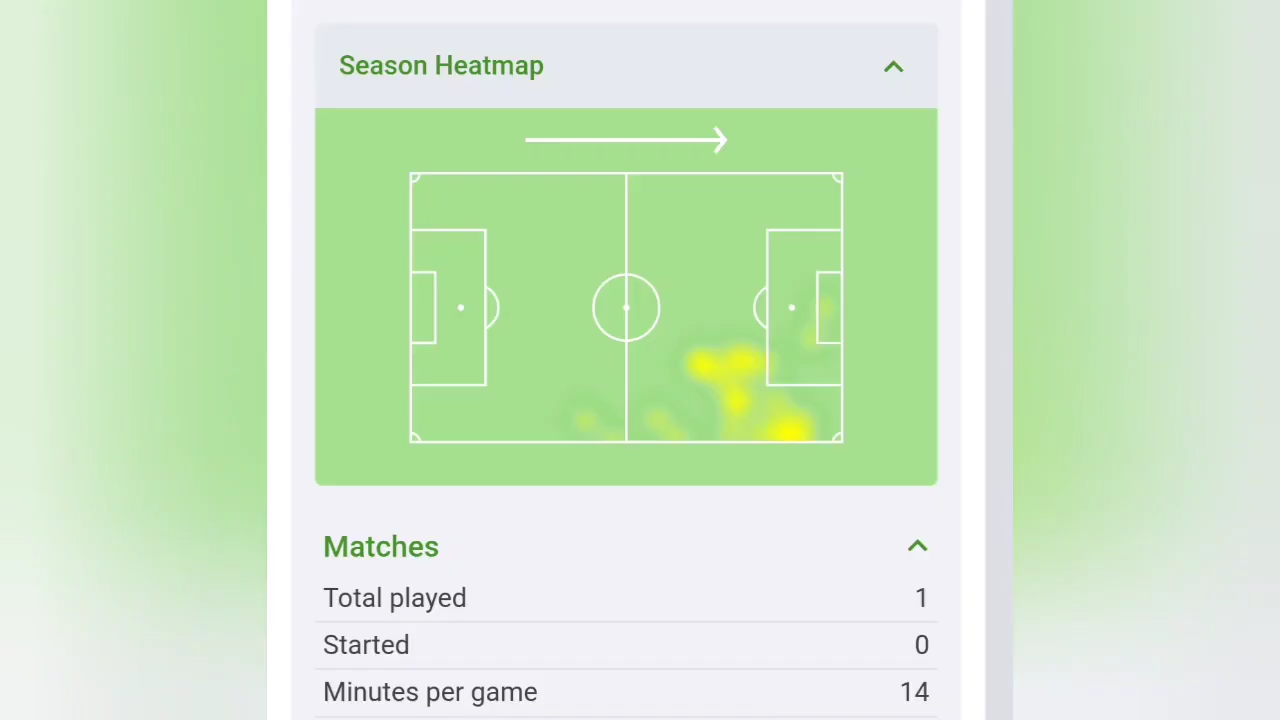 Season Heatmap
Matches
Total played 1
Started 0
Minutes per game 14